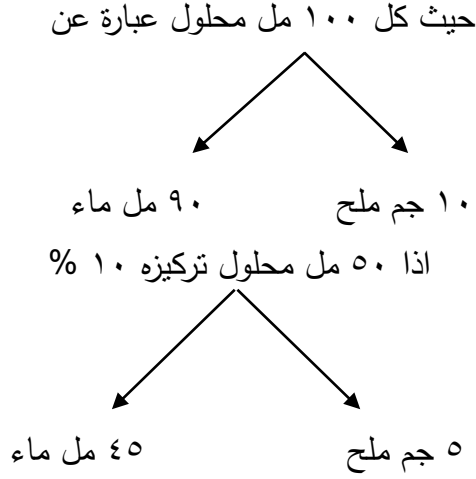 حيث كل ١٠٠ مل محلول عبارة عن
١٠ جم ملح ٩٠ مل ماء
اذا ٥٠ مل محلول تركيزه ١٠ %
٥ جم ملح ٤٥ مل ماء